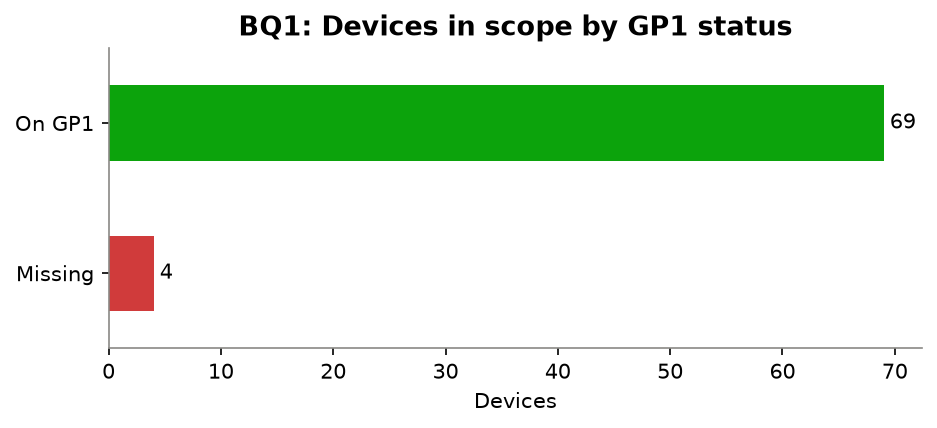 BQ1: Devices in scope by GP1 status
On GP1
69
Missing
4
0 10 20 30 40 50 60 70
Devices